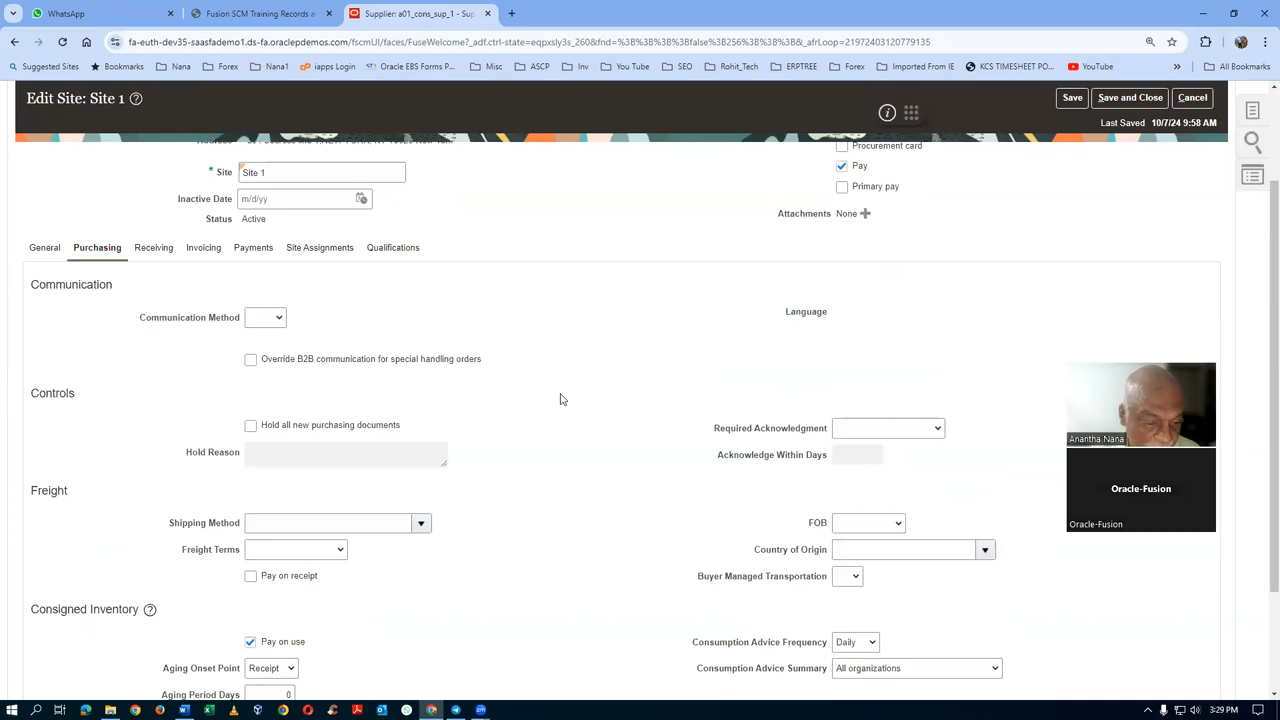 WhatsApp
Fusion SCM Training Records a
Supplier: a01_cons_sup_1 - Sup
fa-euth-dev35-saasfademo1.ds-fa.oraclepdemos.com/fscmUI/faces/FuseWelcome?_adf.ctrl-state=eqpxsly3s_260&fnd=%3B%3B%3B%3Bfalse%3B256%3B%3B%3B&_afrLoop=21972403120779135
Suggested Sites
Bookmarks
Nana
Forex
Nana1
iapps Login
Oracle EBS Forms P...
Misc
ASCP
Inv
You Tube
SEO
Rohit_Tech
ERPTREE
Forex
Imported From IE
KCS TIMESHEET PO...
YouTube
All Bookmarks
Edit Site: Site 1
Save
Save and Close
Cancel
Last Saved 10/7/24 9:58 AM
Procurement card
* Site Site 1
Pay
Inactive Date m/d/yy
Primary pay
Status Active
Attachments None
General Purchasing Receiving Invoicing Payments Site Assignments Qualifications
Communication
Communication Method
Language
Override B2B communication for special handling orders
Controls
Hold all new purchasing documents
Required Acknowledgment
Hold Reason
Acknowledge Within Days
Anantha Nana
Freight
Oracle-Fusion
Oracle-Fusion
Shipping Method
FOB
Freight Terms
Country of Origin
Pay on receipt
Buyer Managed Transportation
Consigned Inventory
Pay on use
Consumption Advice Frequency Daily
Aging Onset Point Receipt
Consumption Advice Summary All organizations
Aging Period Days 0
3:29 PM